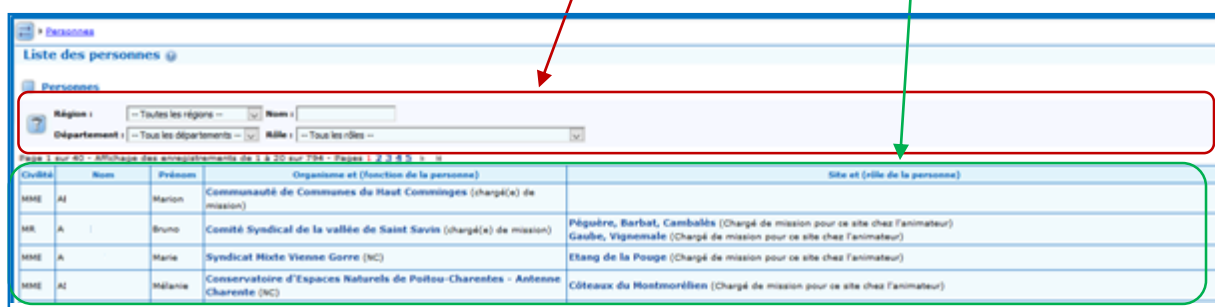 Personnes
Liste des personnes
Personnes
Région : -- Toutes les régions -- Nom :
Département : -- Tous les départements -- Rôle : -- Tous les rôles --
Page 1 sur 40 - Affichage des enregistrements de 1 à 20 sur 794 - Pages 1 2 3 4 5
Civilité Nom Prénom Organisme et (fonction de la personne) Site et (rôle de la personne)
MME Al Marion Communauté de Communes du Haut Comminges (chargé(e) de
mission)
MR A Bruno Comité Syndical de la vallée de Saint Savin (chargé(e) de mission) Péguère, Barbat, Cambalès (Chargé de mission pour ce site chez l'animateur)
Gaube, Vignemale (Chargé de mission pour ce site chez l'animateur)
MME A Marie Syndicat Mixte Vienne Gorre (NC) Etang de la Pouge (Chargé de mission pour ce site chez l'animateur)
MME Al Mélanie Conservatoire d'Espaces Naturels de Poitou-Charentes - Antenne Côteaux du Montmorélien (Chargé de mission pour ce site chez l'animateur)
Charente (NC)